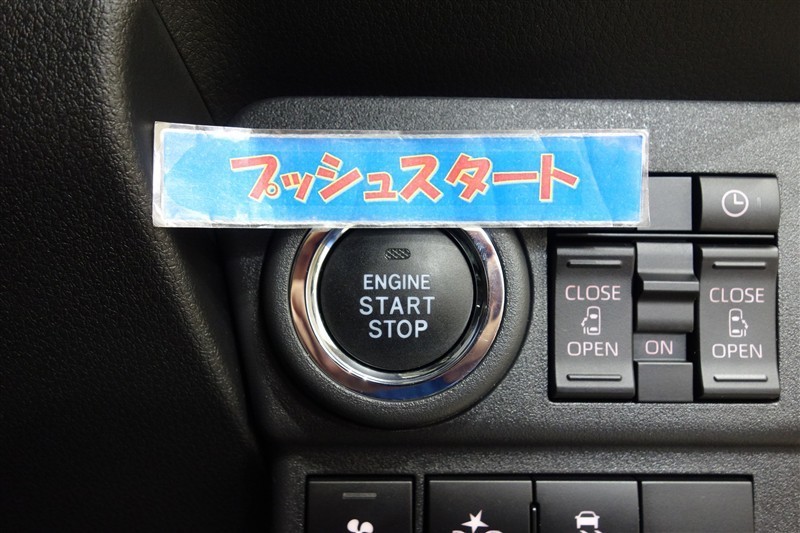 プッシュスタート
ENGINE
START
STOP
CLOSE
OPEN
ON
CLOSE
OPEN